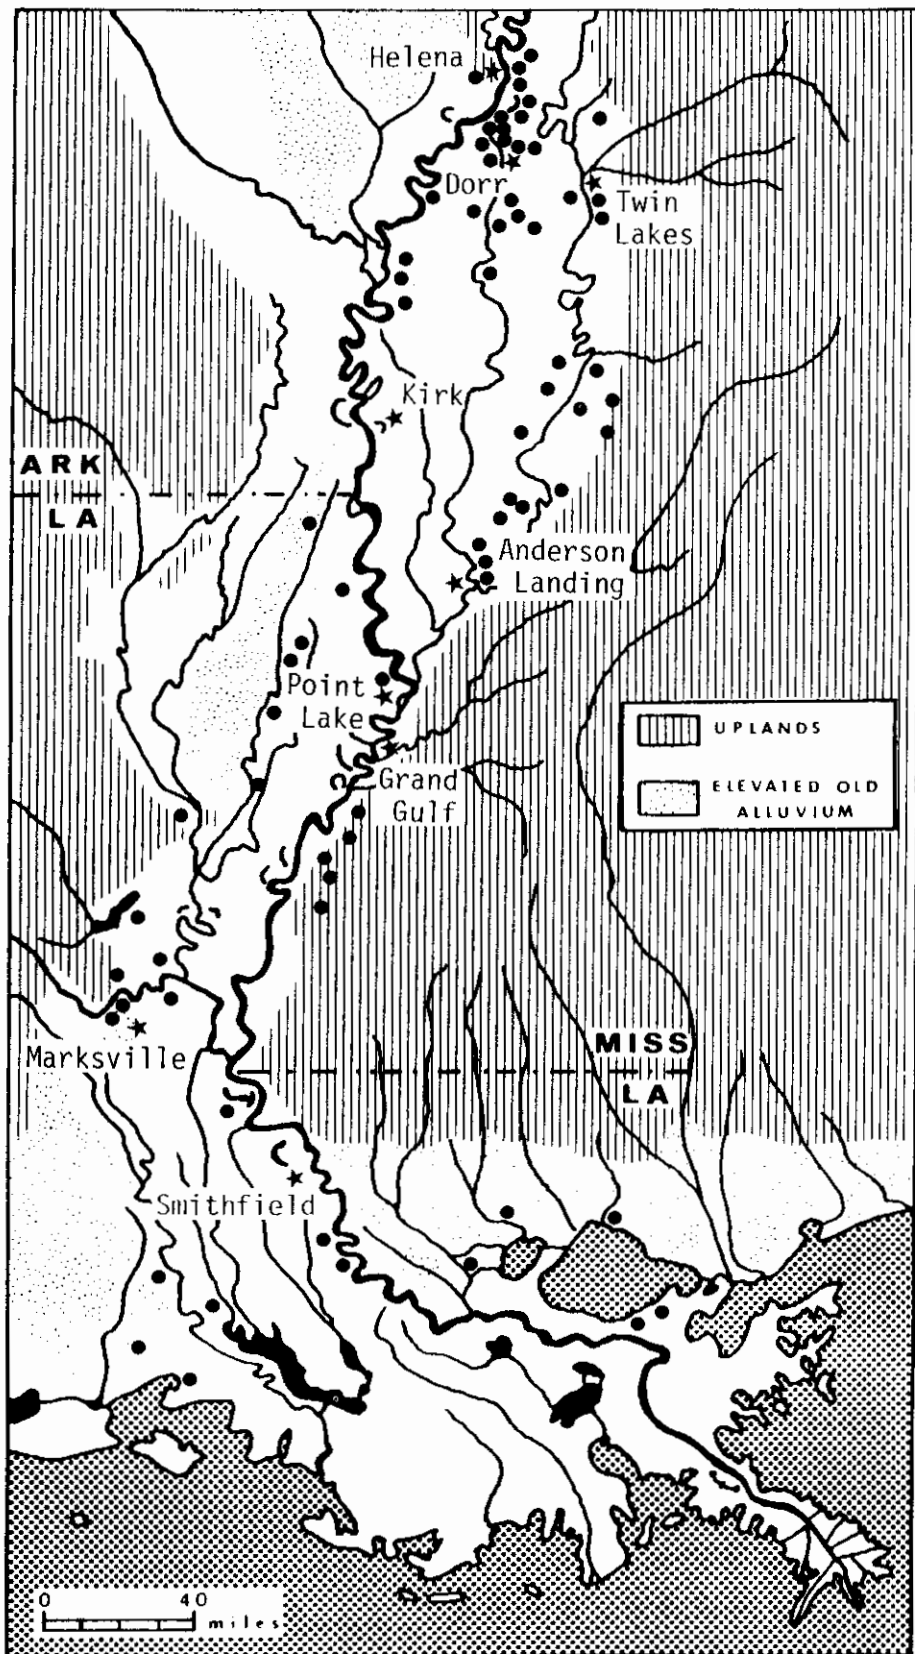 Helena
Dorr
Twin
Lakes
Kirk
ARK
LA
Anderson
Landing
Point
Lake
UPLANDS
ELEVATED OLD
ALLUVIUM
Grand
Gulf
Marksville
MISS
LA
Smithfield
0 40
miles